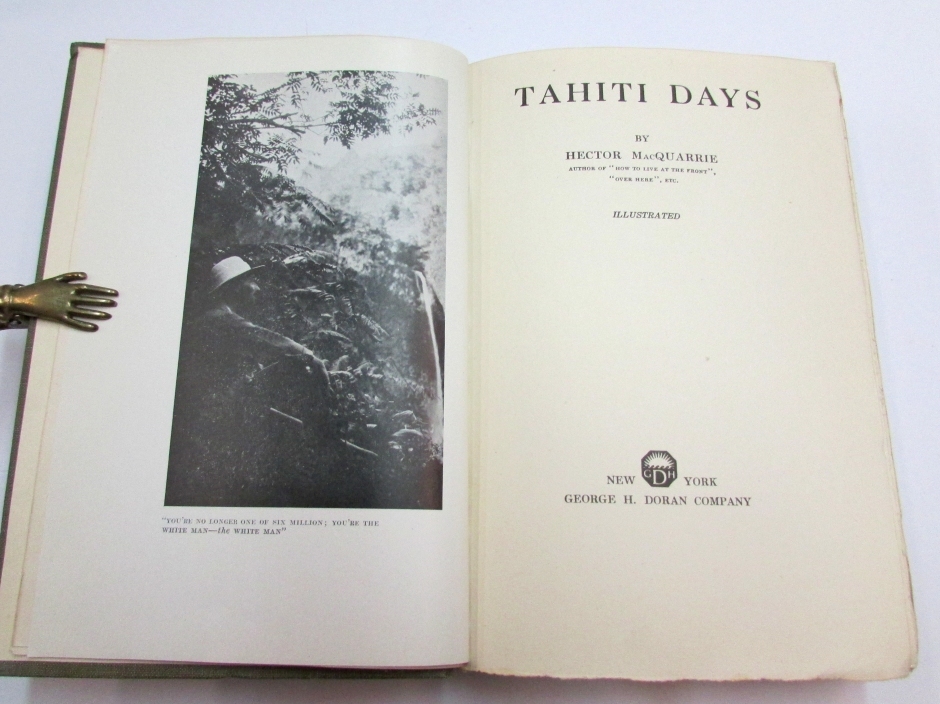 "YOU'RE NO LONGER ONE OF SIX MILLION; YOU'RE THE
WHITE MAN—the WHITE MAN"
TAHITI DAYS
BY
HECTOR MACQUARRIE
AUTHOR OF "HOW TO LIVE AT THE FRONT",
"OVER HERE", ETC.
ILLUSTRATED
NEW GDH YORK
GEORGE H. DORAN COMPANY